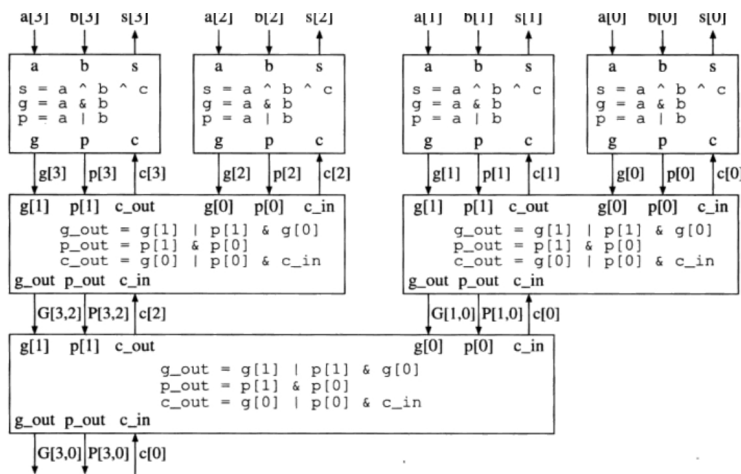 a[3] b[3] s[3] a[2] b[2] s[2] a[1] b[1] s[1] a[0] b[0] s[0]
a b s a b s a b s a b s
s = a ^ b ^ c s = a ^ b ^ c s = a ^ b ^ c s = a ^ b ^ c
g = a & b g = a & b g = a & b g = a & b
p = a | b p = a | b p = a | b p = a | b
g p c g p c g p c g p c
g[3] p[3] c[3] g[2] p[2] c[2] g[1] p[1] c[1] g[0] p[0] c[0]
g[1] p[1] c_out g[0] p[0] c_in g[1] p[1] c_out g[0] p[0] c_in
g_out = g[1] | p[1] & g[0] g_out = g[1] | p[1] & g[0]
p_out = p[1] & p[0] p_out = p[1] & p[0]
c_out = g[0] | p[0] & c_in c_out = g[0] | p[0] & c_in
g_out p_out c_in g_out p_out c_in
G[3,2] P[3,2] c[2] G[1,0] P[1,0] c[0]
g[1] p[1] c_out g[0] p[0] c_in
g_out = g[1] | p[1] & g[0]
p_out = p[1] & p[0]
c_out = g[0] | p[0] & c_in
g_out p_out c_in
G[3,0] P[3,0] c[0]